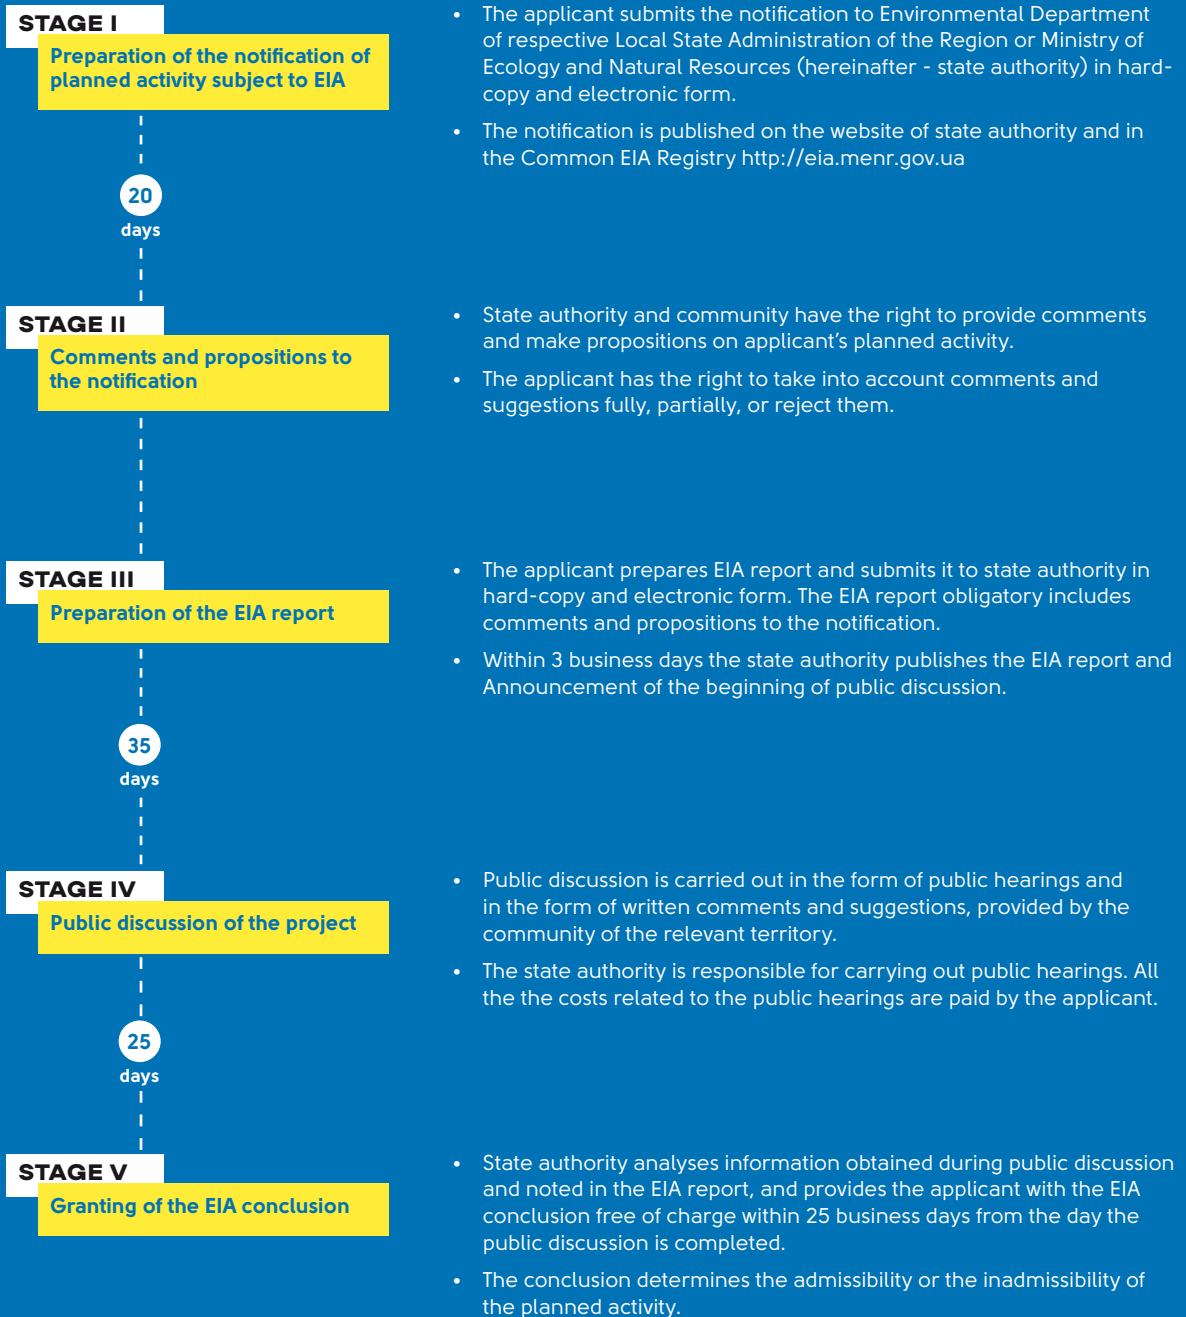 STAGE I
Preparation of the notification of
planned activity subject to EIA
• The applicant submits the notification to Environmental Department
of respective Local State Administration of the Region or Ministry of
Ecology and Natural Resources (hereinafter - state authority) in hard-
copy and electronic form.
• The notification is published on the website of state authority and in
the Common EIA Registry http://eia.menr.gov.ua
20
days
STAGE II
Comments and propositions to
the notification
• State authority and community have the right to provide comments
and make propositions on applicant’s planned activity.
• The applicant has the right to take into account comments and
suggestions fully, partially, or reject them.
STAGE III
Preparation of the EIA report
• The applicant prepares EIA report and submits it to state authority in
hard-copy and electronic form. The EIA report obligatory includes
comments and propositions to the notification.
• Within 3 business days the state authority publishes the EIA report and
Announcement of the beginning of public discussion.
35
days
STAGE IV
Public discussion of the project
• Public discussion is carried out in the form of public hearings and
in the form of written comments and suggestions, provided by the
community of the relevant territory.
• The state authority is responsible for carrying out public hearings. All
the the costs related to the public hearings are paid by the applicant.
25
days
STAGE V
Granting of the EIA conclusion
• State authority analyses information obtained during public discussion
and noted in the EIA report, and provides the applicant with the EIA
conclusion free of charge within 25 business days from the day the
public discussion is completed.
• The conclusion determines the admissibility or the inadmissibility of
the planned activity.